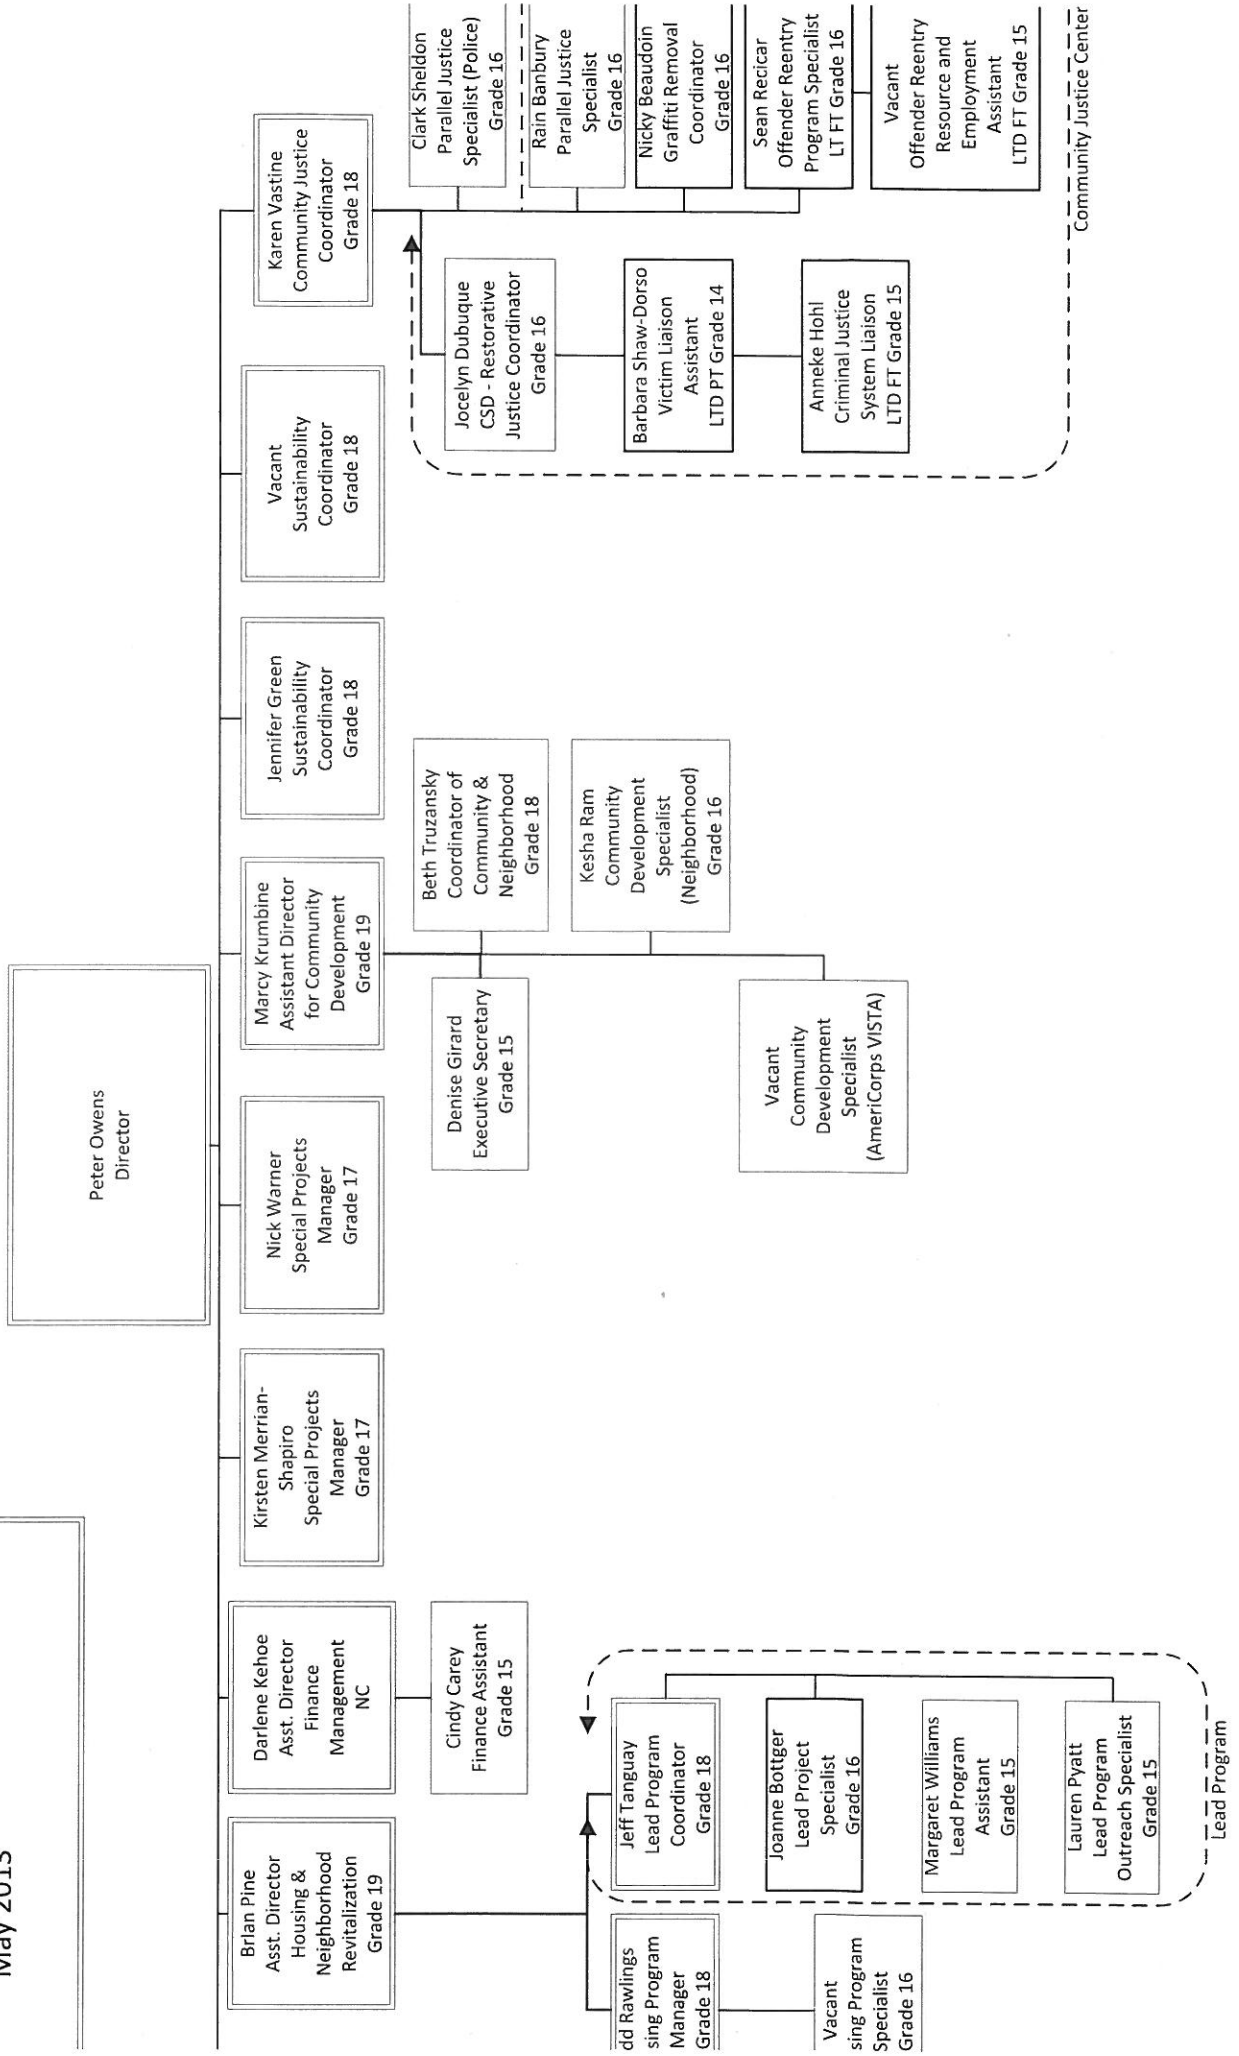 May 2013
Peter Owens
Director
Brian Pine
Asst. Director
Housing &
Neighborhood
Revitalization
Grade 19
Darlene Kehoe
Asst. Director
Finance
Management
NC
Kirsten Merrian-
Shapiro
Special Projects
Manager
Grade 17
Nick Warner
Special Projects
Manager
Grade 17
Marcy Krumbine
Assistant Director
for Community
Development
Grade 19
Jennifer Green
Sustainability
Coordinator
Grade 18
Vacant
Sustainability
Coordinator
Grade 18
Karen Vastine
Community Justice
Coordinator
Grade 18
dd Rawlings
sing Program
Manager
Grade 18
Vacant
sing Program
Specialist
Grade 16
Jeff Tanguay
Lead Program
Coordinator
Grade 18
Joanne Bottger
Lead Project
Specialist
Grade 16
Margaret Williams
Lead Program
Assistant
Grade 15
Lauren Pyatt
Lead Program
Outreach Specialist
Grade 15
Lead Program
Cindy Carey
Finance Assistant
Grade 15
Denise Girard
Executive Secretary
Grade 15
Beth Truzansky
Coordinator of
Community &
Neighborhood
Grade 18
Kesha Ram
Community
Development
Specialist
(Neighborhood)
Grade 16
Vacant
Community
Development
Specialist
(AmeriCorps VISTA)
Jocelyn Dubuque
CSD - Restorative
Justice Coordinator
Grade 16
Barbara Shaw-Dorso
Victim Liaison
Assistant
LTD PT Grade 14
Anneke Hohl
Criminal Justice
System Liaison
LTD FT Grade 15
Clark Sheldon
Parallel Justice
Specialist (Police)
Grade 16
Rain Banbury
Parallel Justice
Specialist
Grade 16
Nicky Beaudoin
Graffiti Removal
Coordinator
Grade 16
Sean Recicar
Offender Reentry
Program Specialist
LT FT Grade 16
Vacant
Offender Reentry
Resource and
Employment
Assistant
LTD FT Grade 15
Community Justice Center